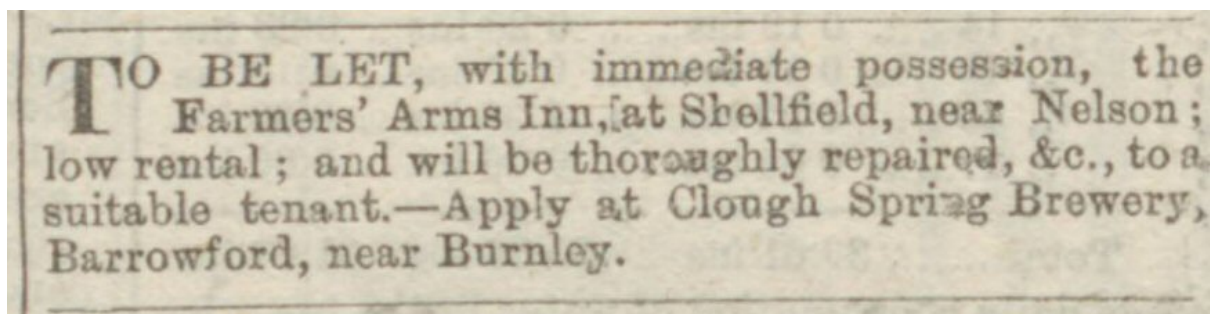 TO BE LET, with immediate possession, the
Farmers' Arms Inn, at Shellfield, near Nelson;
low rental; and will be thoroughly repaired, &c., to a
suitable tenant.—Apply at Clough Spring Brewery,
Barrowford, near Burnley.